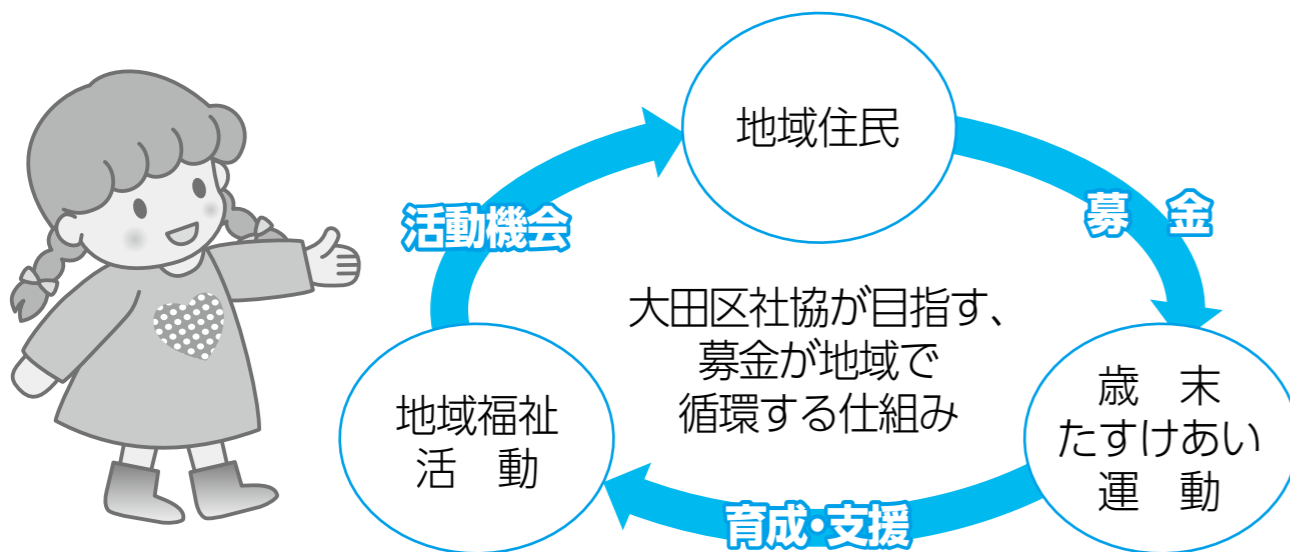 地域住民
募　金
活動機会
大田区社協が目指す、
募金が地域で
循環する仕組み
歳　末
たすけあい
運　動
地域福祉
活　動
育成・支援